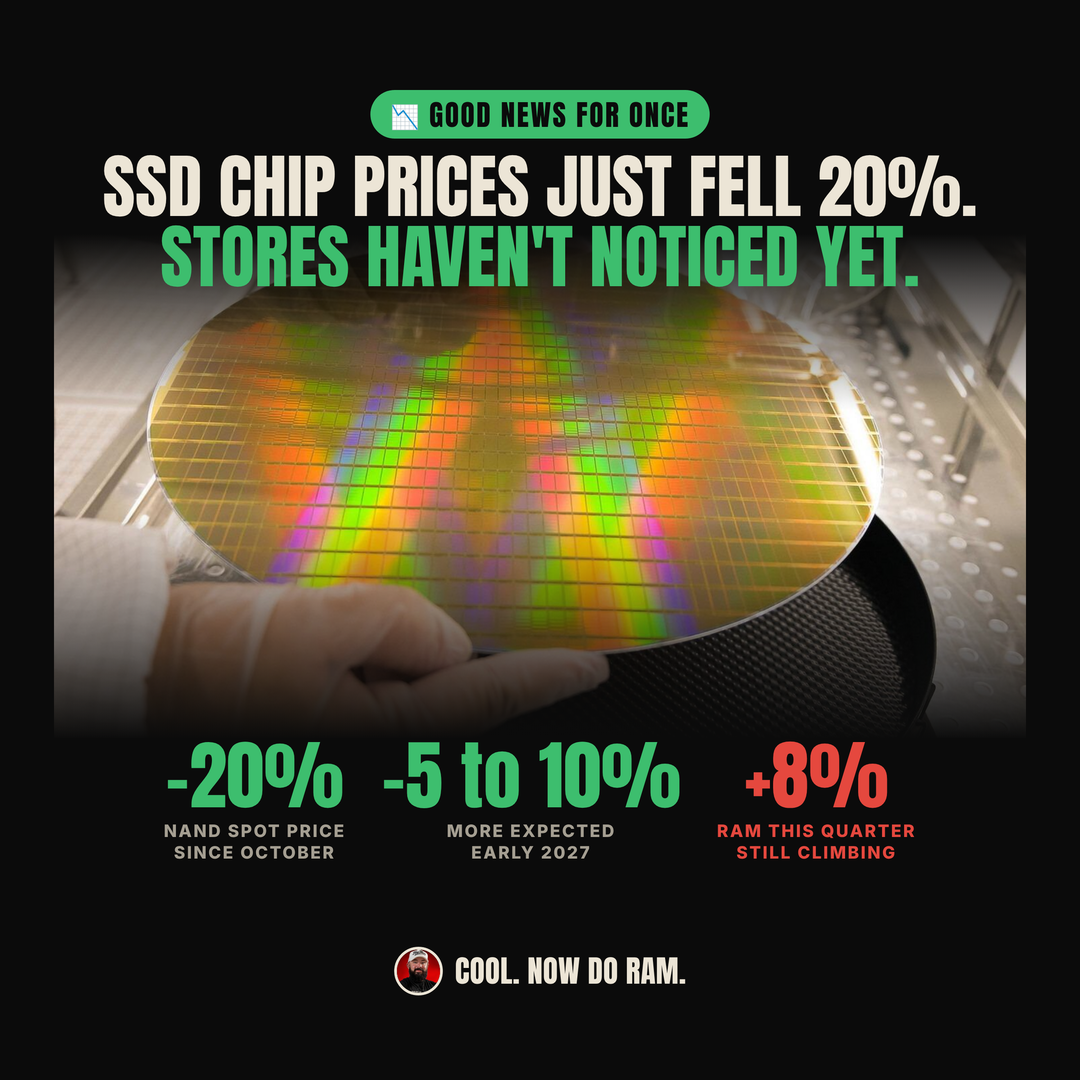 📉 GOOD NEWS FOR ONCE
SSD CHIP PRICES JUST FELL 20%.
STORES HAVEN'T NOTICED YET.
-20%
NAND SPOT PRICE
SINCE OCTOBER
-5 to 10%
MORE EXPECTED
EARLY 2027
+8%
RAM THIS QUARTER
STILL CLIMBING
COOL. NOW DO RAM.